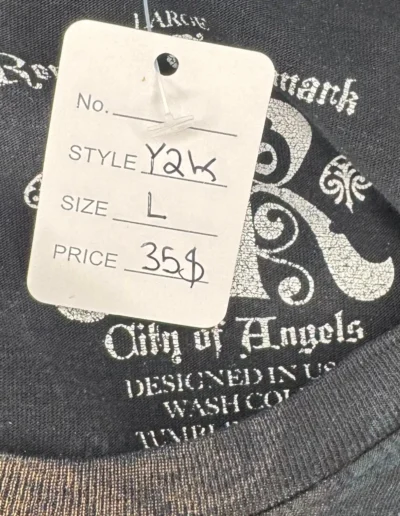 LARGE
No.
STYLE Y2K
SIZE L
PRICE 35$
R
City of Angels
DESIGNED IN US
WASH CO